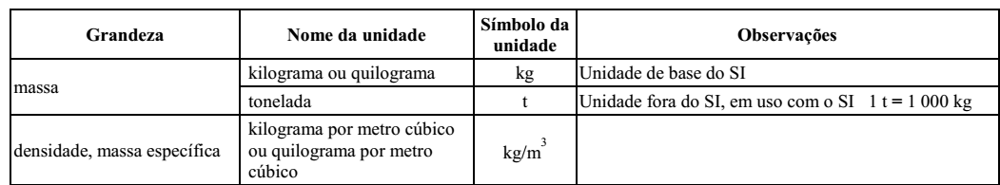 Grandeza Nome da unidade Símbolo da unidade Observações
massa
kilograma ou quilograma kg Unidade de base do SI
tonelada t Unidade fora do SI, em uso com o SI 1 t = 1 000 kg
densidade, massa específica
kilograma por metro cúbico
ou quilograma por metro
cúbico
kg/m³